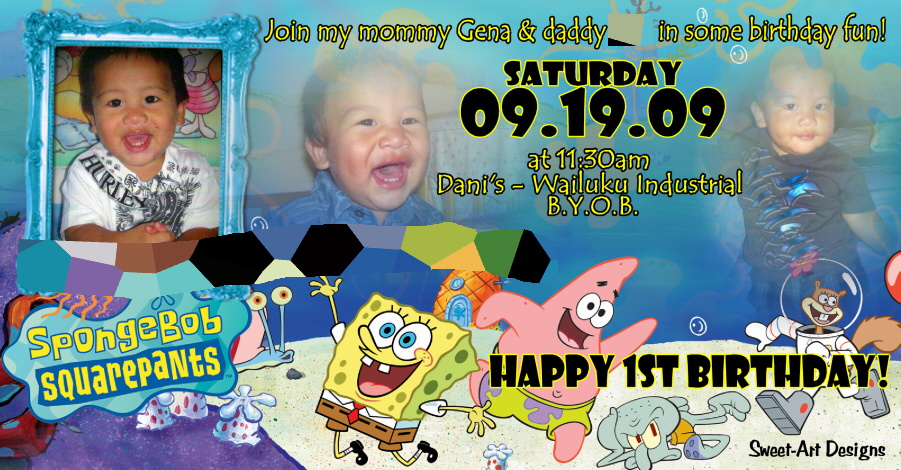 Join my mommy Gena & daddy in some birthday fun!
SATURDAY
09.19.09
at 11:30am
Dani's - Wailuku Industrial
B.Y.O.B.
HURLEY
SPONGEBOB
SQUAREPANTS
TM
HAPPY 1ST BIRTHDAY!
Sweet-Art Designs